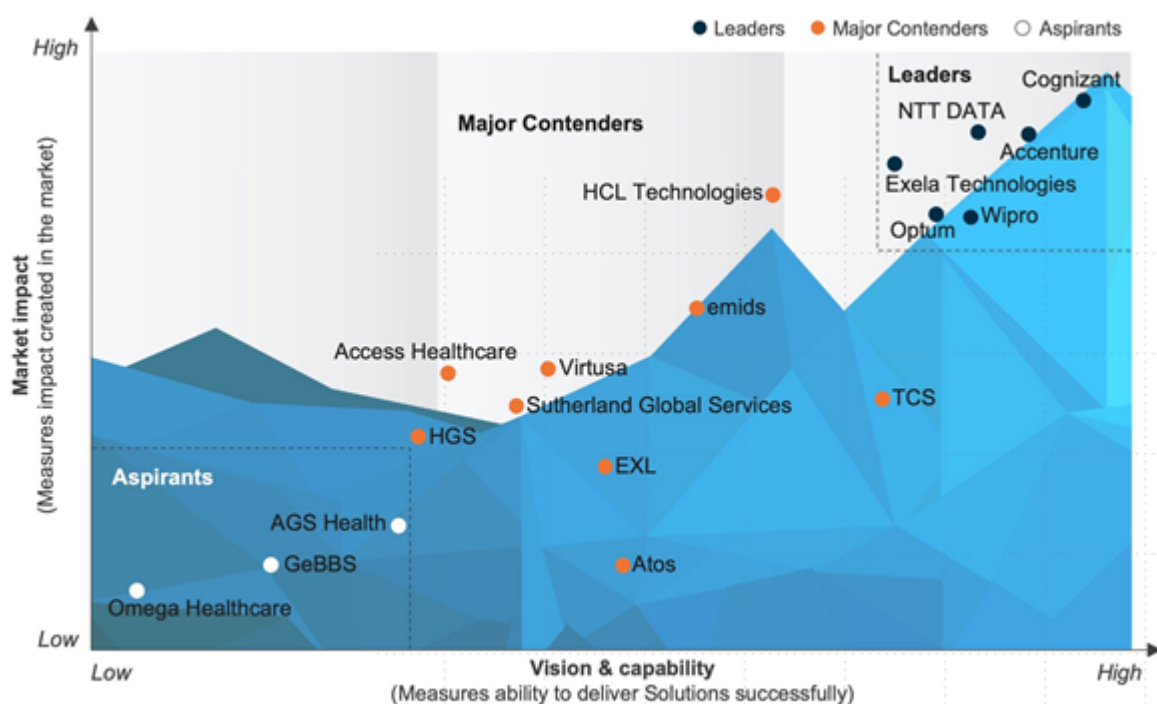 High
Leaders
Major Contenders
Aspirants
Leaders
Cognizant
NTT DATA
Major Contenders
Accenture
HCL Technologies
Exela Technologies
Optum
Wipro
Market impact
(Measures impact created in the market)
emids
Access Healthcare
Virtusa
Sutherland Global Services
TCS
HGS
EXL
Aspirants
AGS Health
GeBBS
Atos
Omega Healthcare
Low
Low
Vision & capability
High
(Measures ability to deliver Solutions successfully)